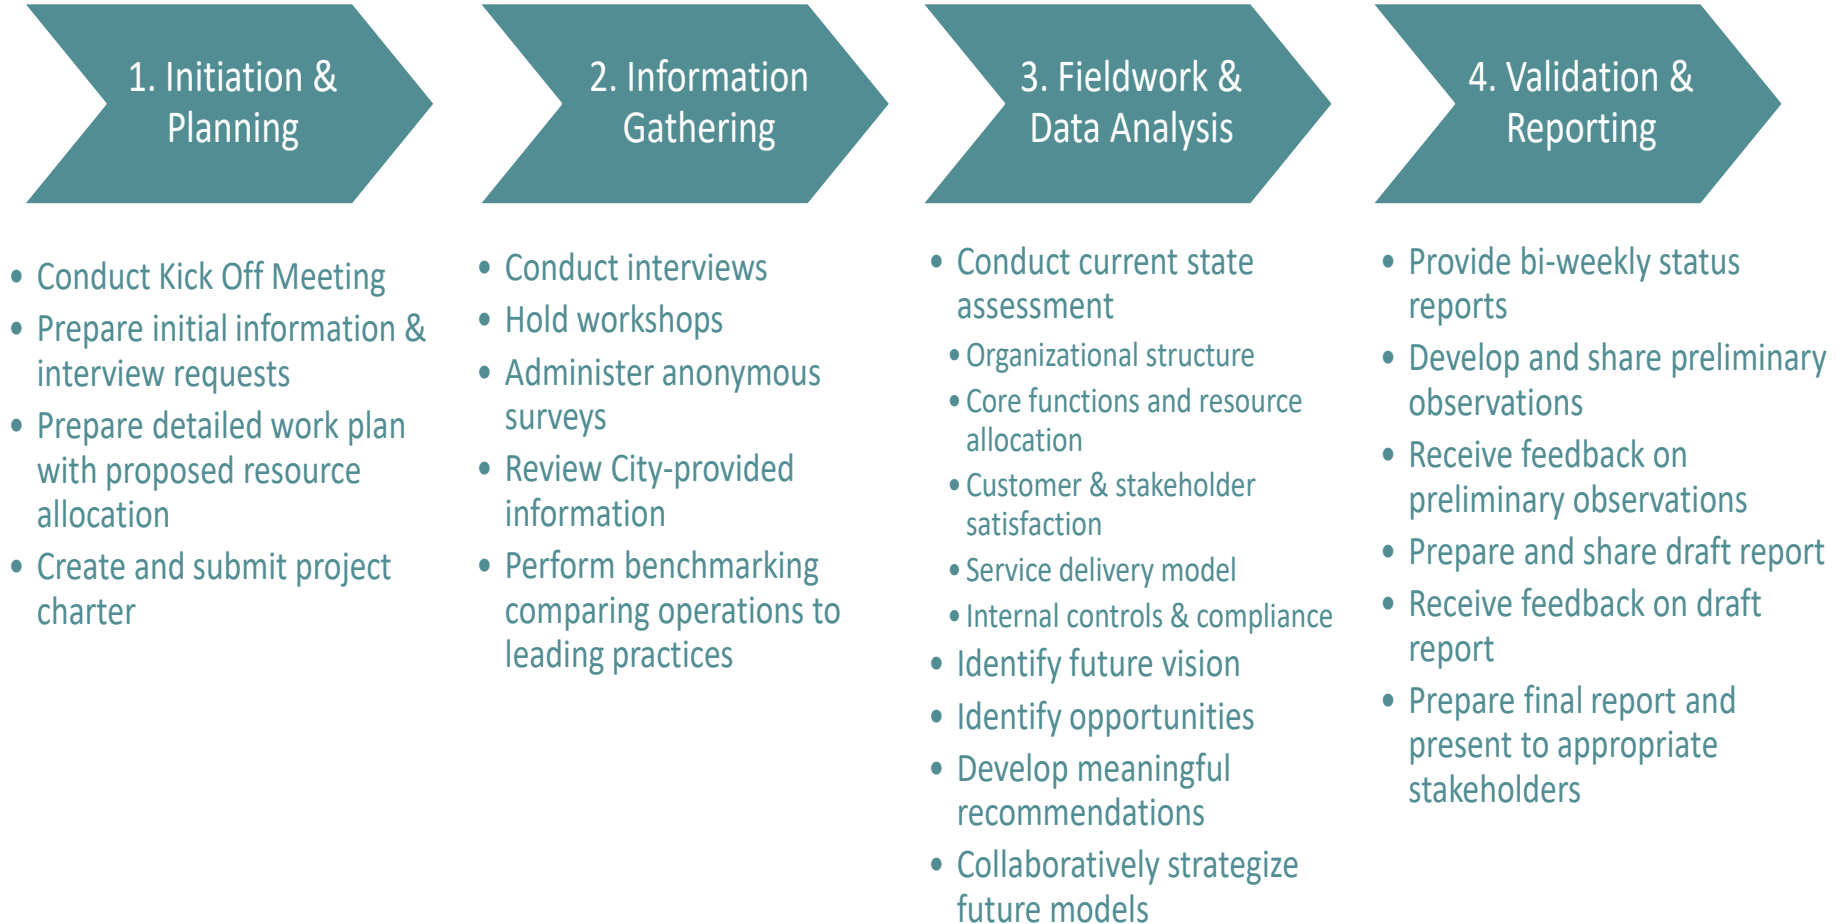 1. Initiation &
Planning
• Conduct Kick Off Meeting
• Prepare initial information &
interview requests
• Prepare detailed work plan
with proposed resource
allocation
• Create and submit project
charter
2. Information
Gathering
• Conduct interviews
• Hold workshops
• Administer anonymous
surveys
• Review City-provided
information
• Perform benchmarking
comparing operations to
leading practices
3. Fieldwork &
Data Analysis
• Conduct current state
assessment
• Organizational structure
• Core functions and resource
allocation
• Customer & stakeholder
satisfaction
• Service delivery model
• Internal controls & compliance
• Identify future vision
• Identify opportunities
• Develop meaningful
recommendations
• Collaboratively strategize
future models
4. Validation &
Reporting
• Provide bi-weekly status
reports
• Develop and share preliminary
observations
• Receive feedback on
preliminary observations
• Prepare and share draft report
• Receive feedback on draft
report
• Prepare final report and
present to appropriate
stakeholders